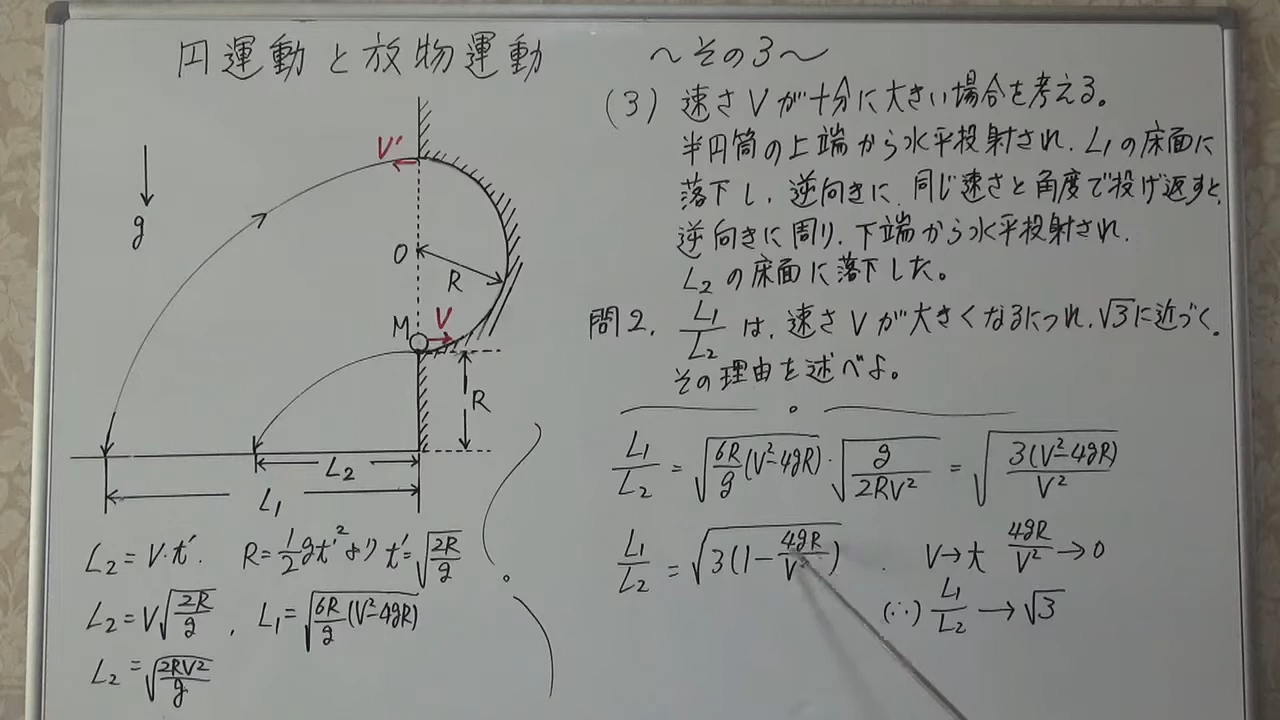 円運動と放物運動 ~その3~
(3) 速さVが十分に大きい場合を考える。
半円筒の上端から水平投射され、L₁の床面に
落下し、逆向きに、同じ速さと角度で投げ返すと、
逆向きに周り、下端から水平投射され、
L₂の床面に落下した。
問2. L₁/L₂は、速さVが大きくなるにつれ、√3に近づく。
その理由を述べよ。
V'
g
O
R
M
V
R
L₂
L₁
L₂ = V・t'. R = 1/2 gt'² より t' = √(2R/g)
L₂ = V√(2R/g) , L₁ = √(6R/g (V²-4gR))
L₂ = √(2RV²/g)
L₁/L₂ = √(6R/g (V²-4gR)) ・ √(g/2RV²) = √(3(V²-4gR)/V²)
L₁/L₂ = √(3(1-4gR/V²)) . V→大 4gR/V² → 0
(∴) L₁/L₂ → √3